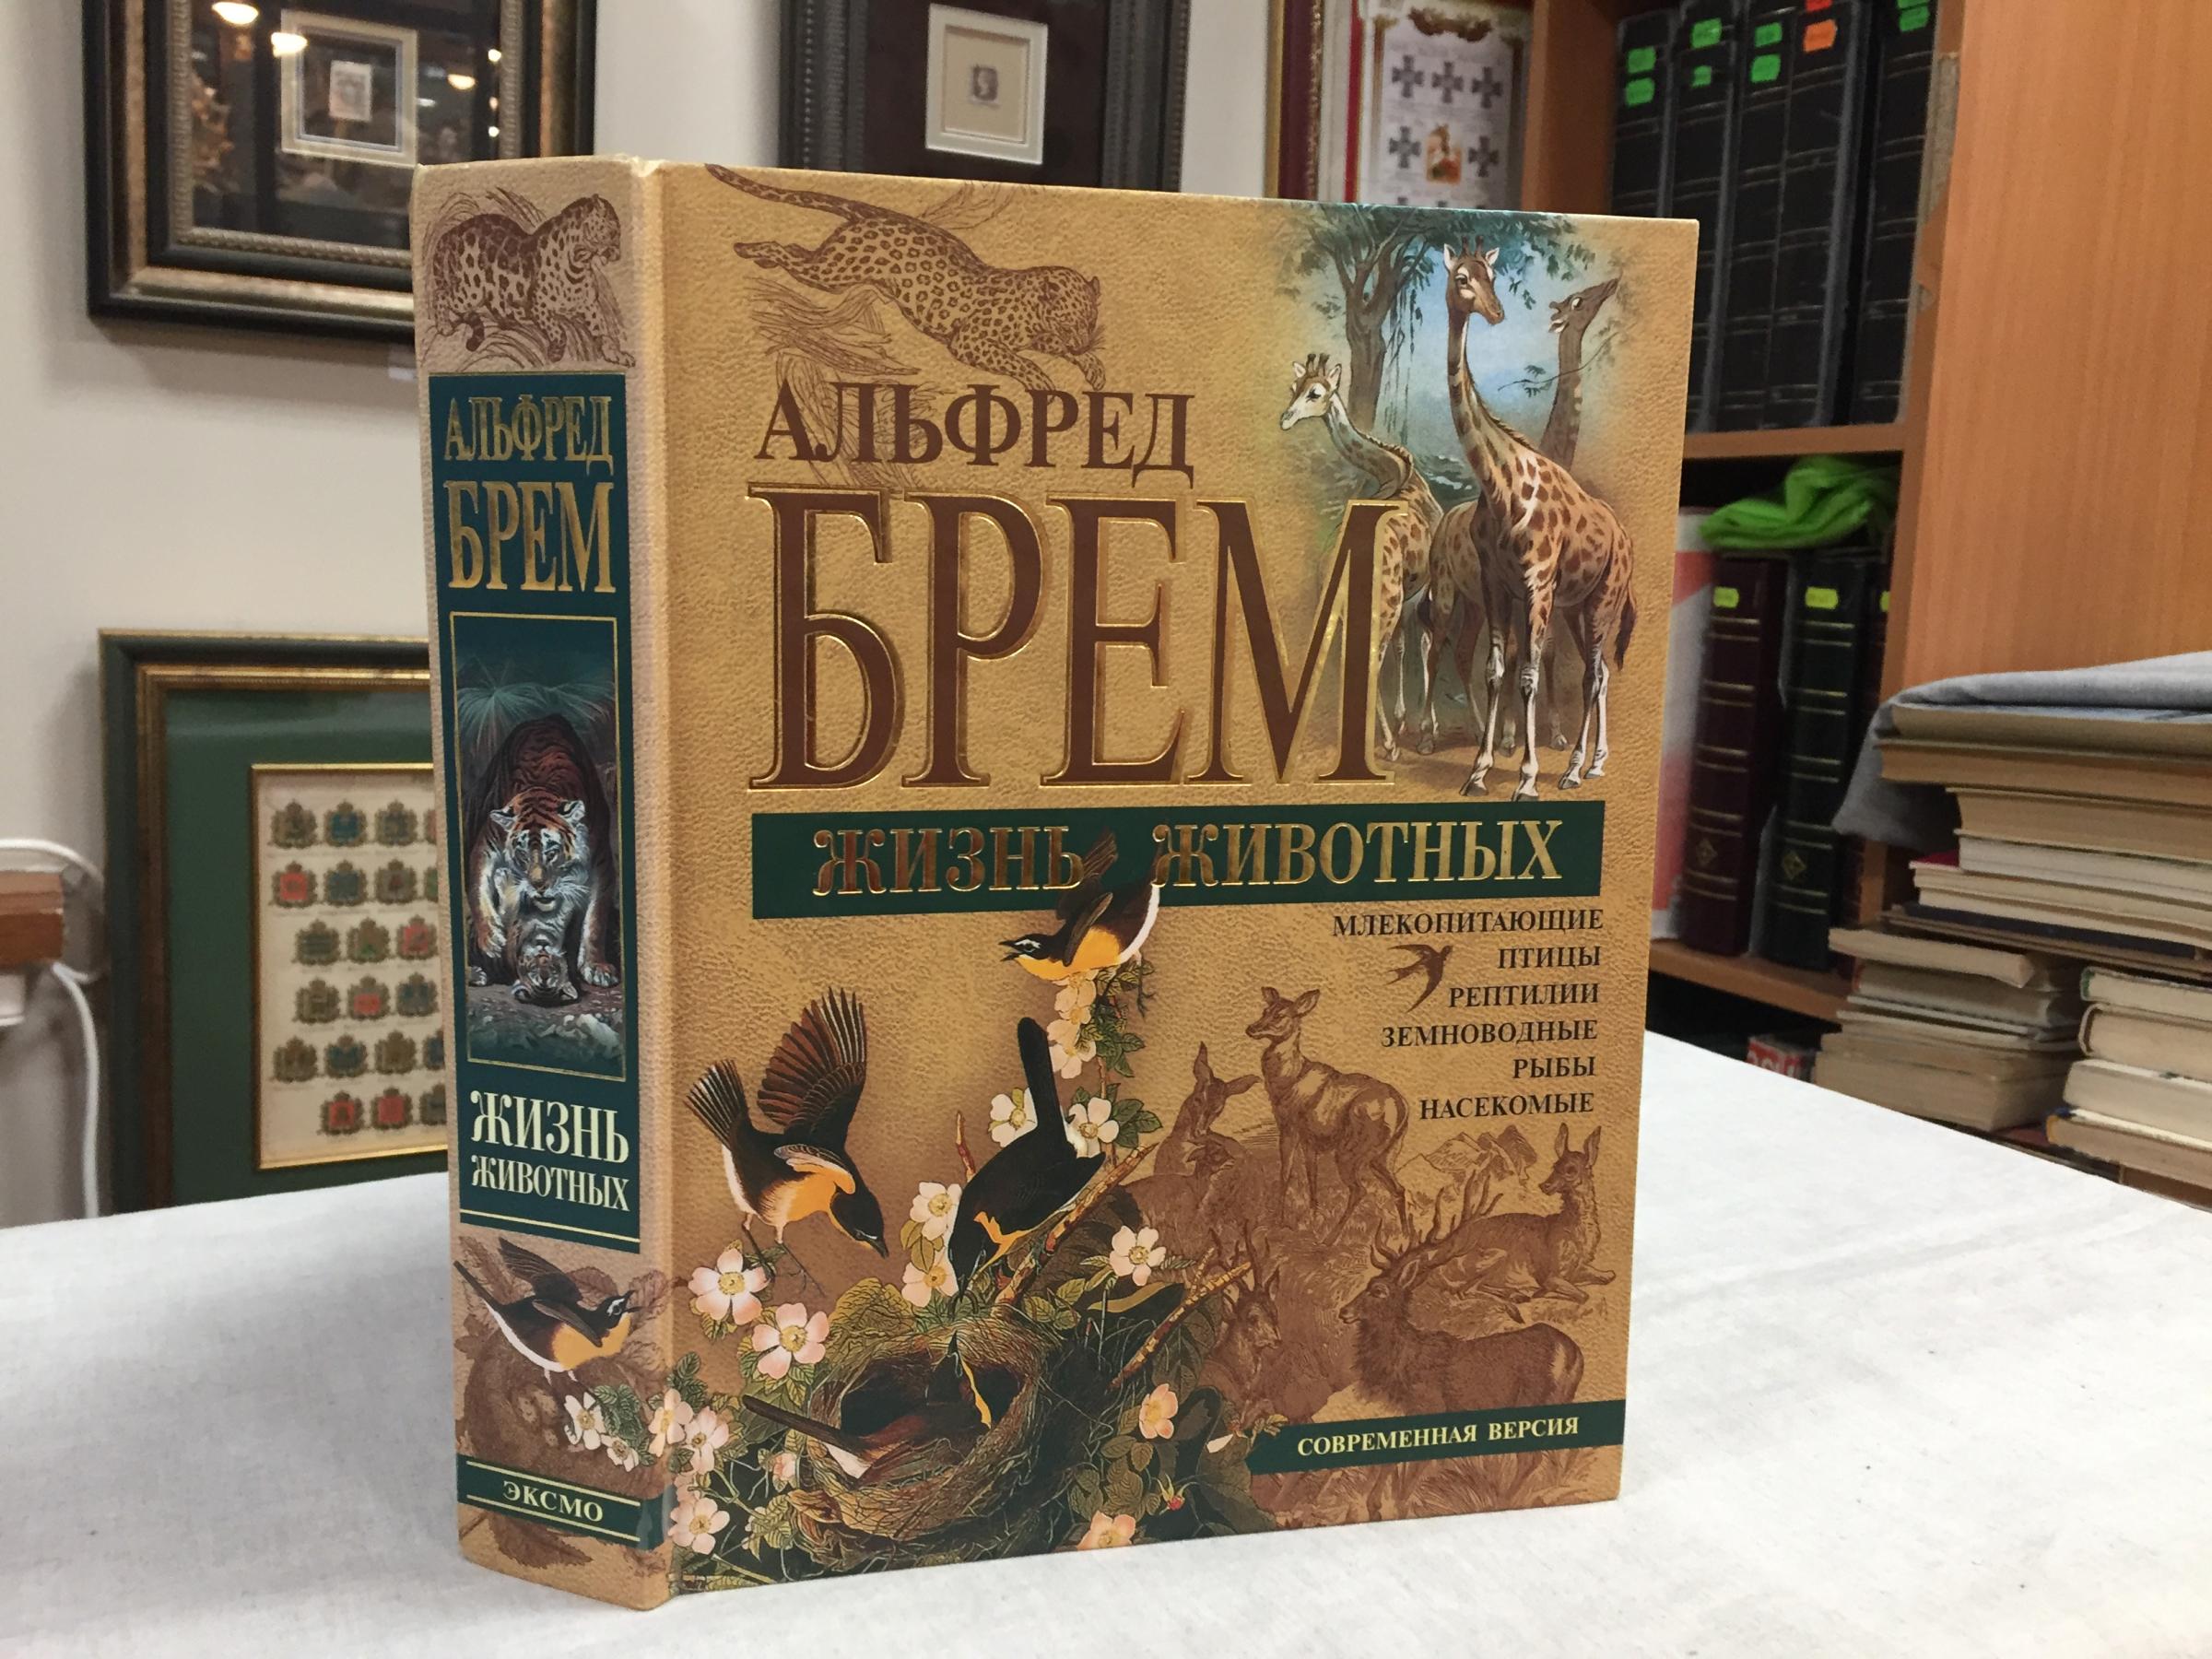 АЛЬФРЕД
БРЕМ
ЖИЗНЬ
ЖИВОТНЫХ
ЭКСМО
АЛЬФРЕД
БРЕМ
ЖИЗНЬ ЖИВОТНЫХ
МЛЕКОПИТАЮЩИЕ
ПТИЦЫ
РЕПТИЛИИ
ЗЕМНОВОДНЫЕ
РЫБЫ
НАСЕКОМЫЕ
СОВРЕМЕННАЯ ВЕРСИЯ